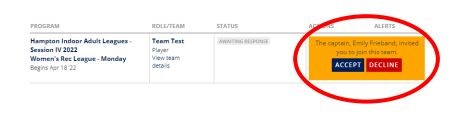 PROGRAM ROLE/TEAM STATUS ACTIONS ALERTS
Hampton Indoor Adult Leagues - Team Test AWAITING RESPONSE The captain, Emily Frieband, invited
Session IV 2022 Player you to join this team.
Women's Rec League - Monday View team ACCEPT DECLINE
Begins Apr 18 '22 details